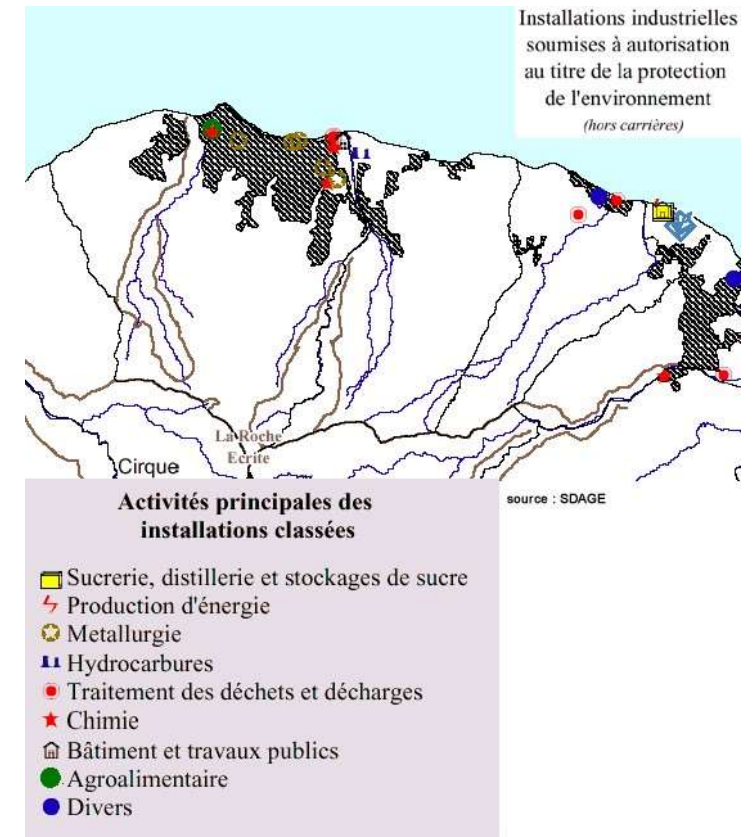 Installations industrielles
soumises à autorisation
au titre de la protection
de l'environnement
(hors carrières)
La Roche
Ecrite
Cirque
source : SDAGE
Activités principales des
installations classées
Sucrerie, distillerie et stockages de sucre
Production d'énergie
Metallurgie
Hydrocarbures
Traitement des déchets et décharges
Chimie
Bâtiment et travaux publics
Agroalimentaire
Divers